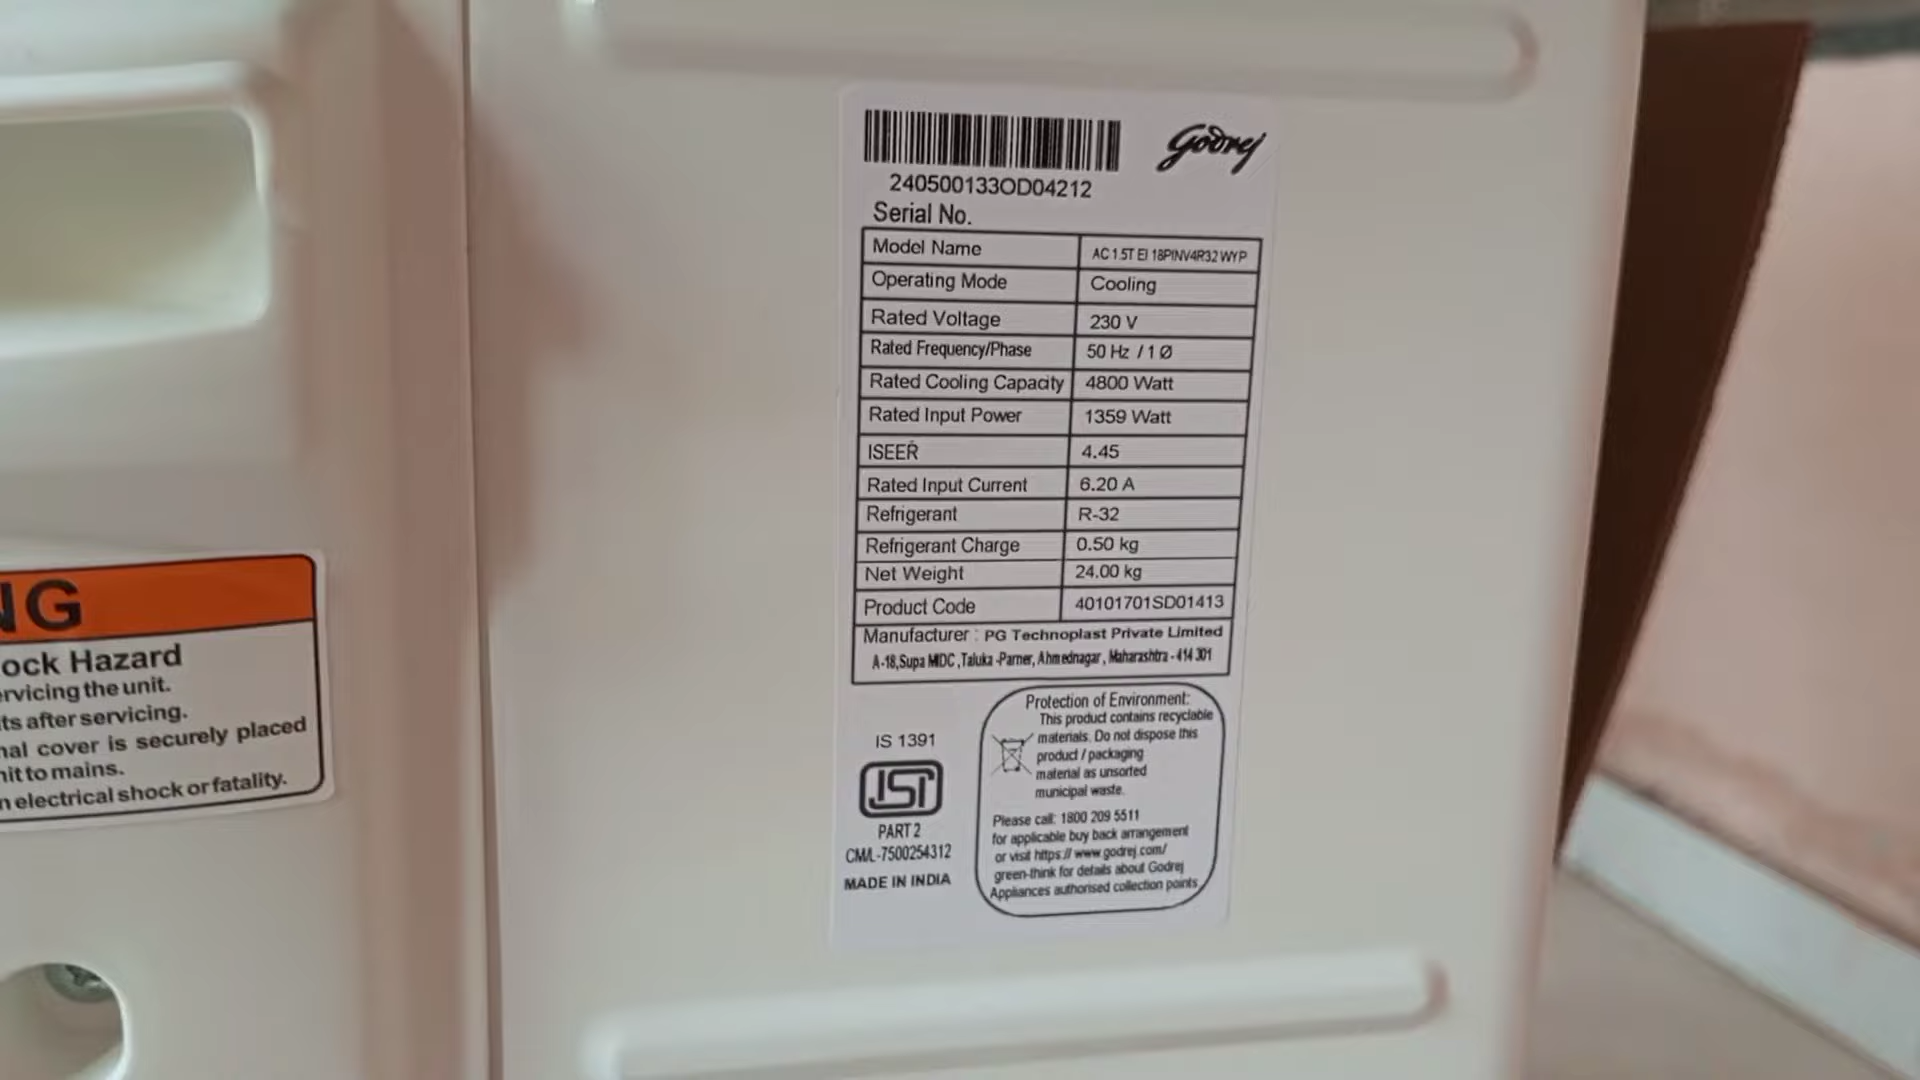 Godrej
240500133OD04212
Serial No.
Model Name AC 1.5T EI 18PINV4R32 WYP
Operating Mode Cooling
Rated Voltage 230 V
Rated Frequency/Phase 50 Hz / 1 Ø
Rated Cooling Capacity 4800 Watt
Rated Input Power 1359 Watt
ISEER 4.45
Rated Input Current 6.20 A
Refrigerant R-32
Refrigerant Charge 0.50 kg
Net Weight 24.00 kg
Product Code 40101701SD01413
Manufacturer : PG Technoplast Private Limited
A-18,Supa MIDC ,Taluka -Parner, Ahmednagar , Maharashtra - 414 301
IS 1391
ISI
PART 2
CM/L-7500254312
MADE IN INDIA
Protection of Environment:
This product contains recyclable
materials. Do not dispose this
product / packaging
material as unsorted
municipal waste.
Please call: 1800 209 5511
for applicable buy back arrangement
or visit https:// www.godrej.com/
green-think for details about Godrej
Appliances authorised collection points
NG
ock Hazard
ervicing the unit.
ts after servicing.
nal cover is securely placed
nit to mains.
n electrical shock or fatality.